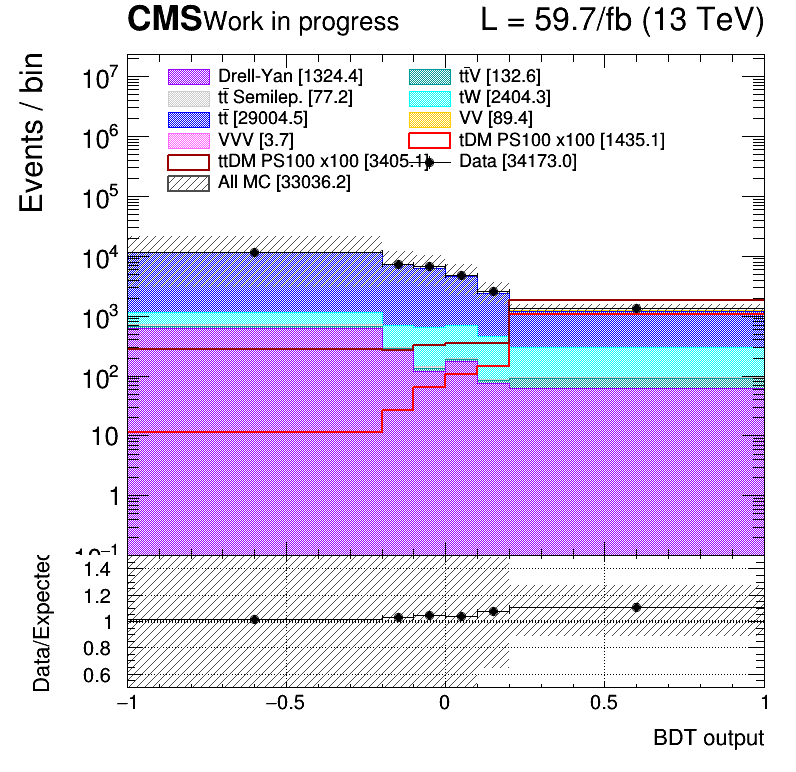 CMS Work in progress L = 59.7/fb (13 TeV)
Events / bin
10⁷
10⁶
10⁵
10⁴
10³
10²
10
1
10⁻¹
Drell-Yan [1324.4] tt̄V [132.6]
tt̄ Semilep. [77.2] tW [2404.3]
tt̄ [29004.5] VV [89.4]
VVV [3.7] tDM PS100 x100 [1435.1]
ttDM PS100 x100 [3405.1] Data [34173.0]
All MC [33036.2]
Data/Expected
1.4
1.2
1
0.8
0.6
−1 −0.5 0 0.5 1
BDT output